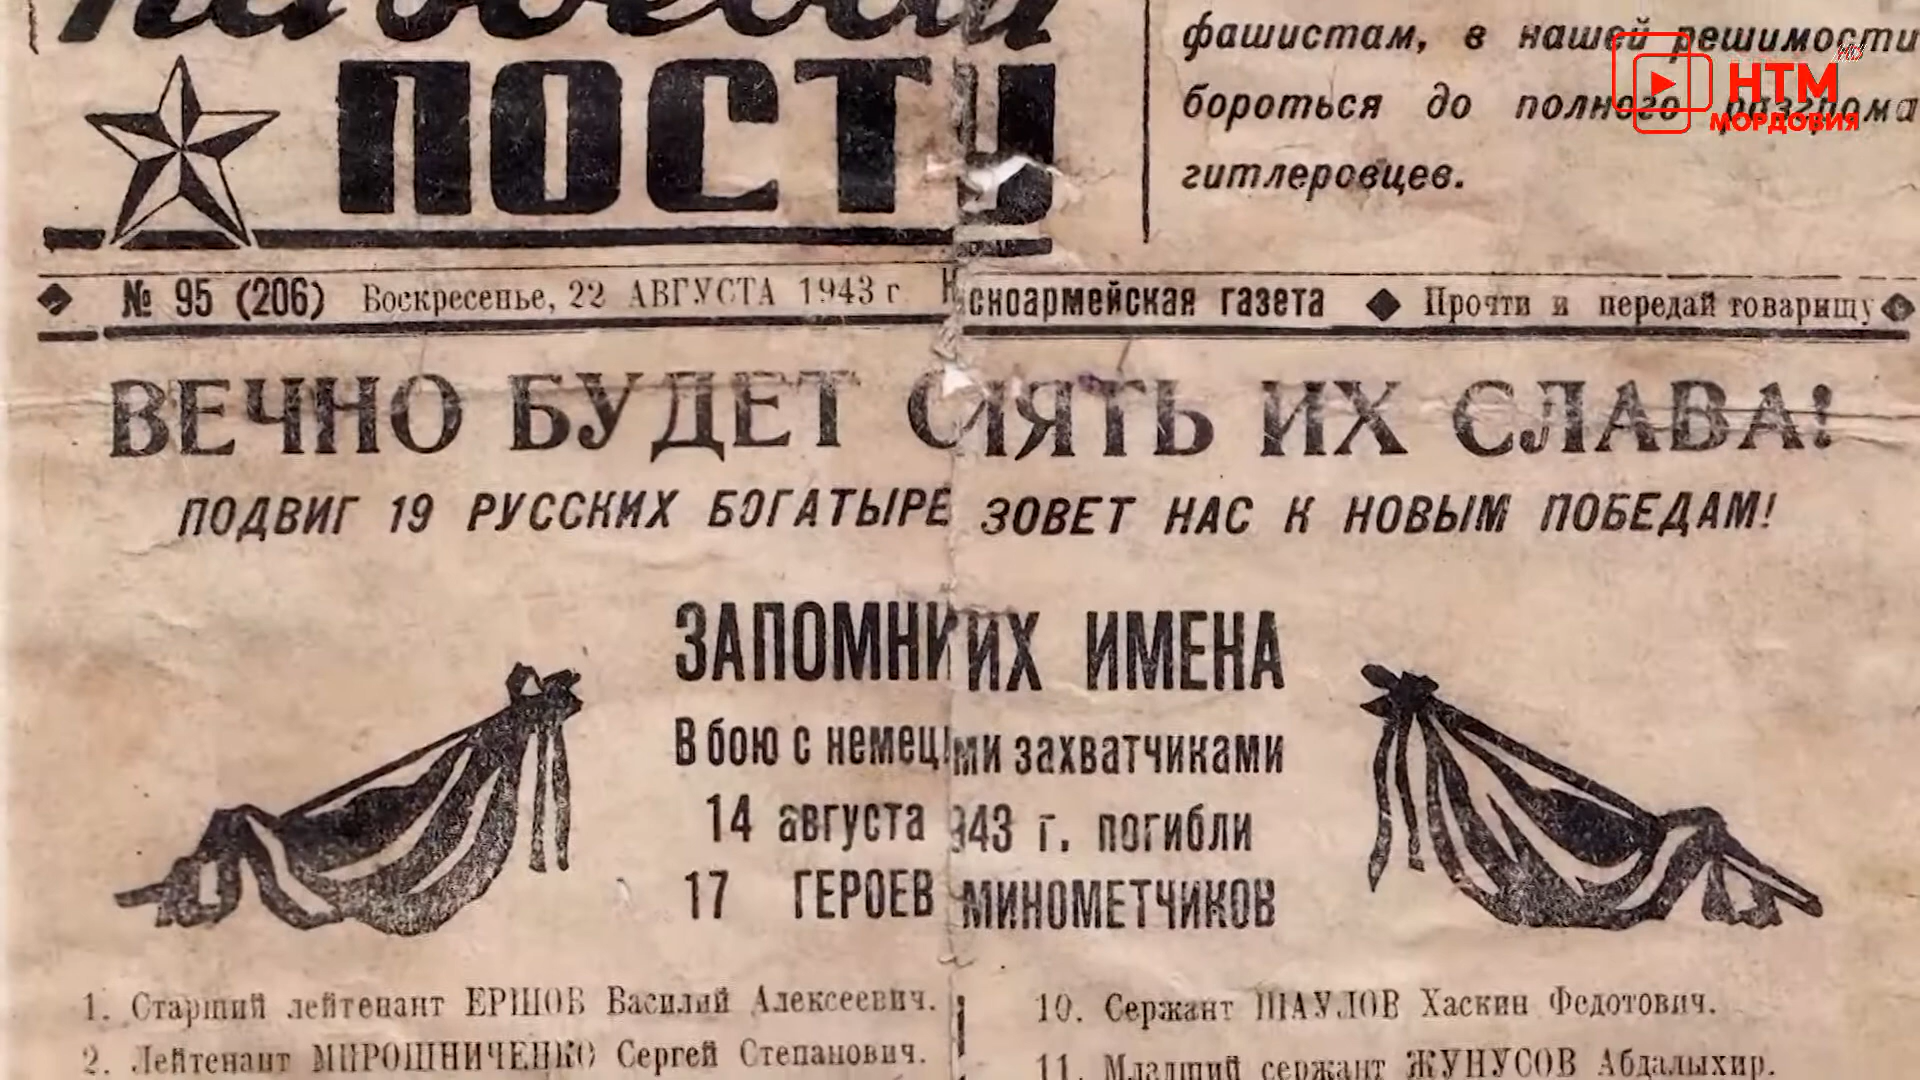 ПОСТУ
фашистам, в нашей решимости
бороться до полного разгрома
гитлеровцев.
НТМ
МОРДОВИЯ
№ 95 (206) Воскресенье, 22 АВГУСТА 1943 г. сноармейская газета ◆ Прочти и передай товарищу
ВЕЧНО БУДЕТ СИЯТЬ ИХ СЛАВА!
ПОДВИГ 19 РУССКИХ БОГАТЫРЕ ЗОВЕТ НАС К НОВЫМ ПОБЕДАМ!
ЗАПОМНИ ИХ ИМЕНА
В бою с немец ми захватчиками
14 августа 943 г. погибли
17 ГЕРОЕВ МИНОМЕТЧИКОВ
1. Старший лейтенант ЕРШОВ Василий Алексеевич.
2. Лейтенант МИРОШНИЧЕНКО Сергей Степанович.
10. Сержант ШАУЛОВ Хаскин Федотович.
11. Младший сержант ЖУНУСОВ Абдалыхир.